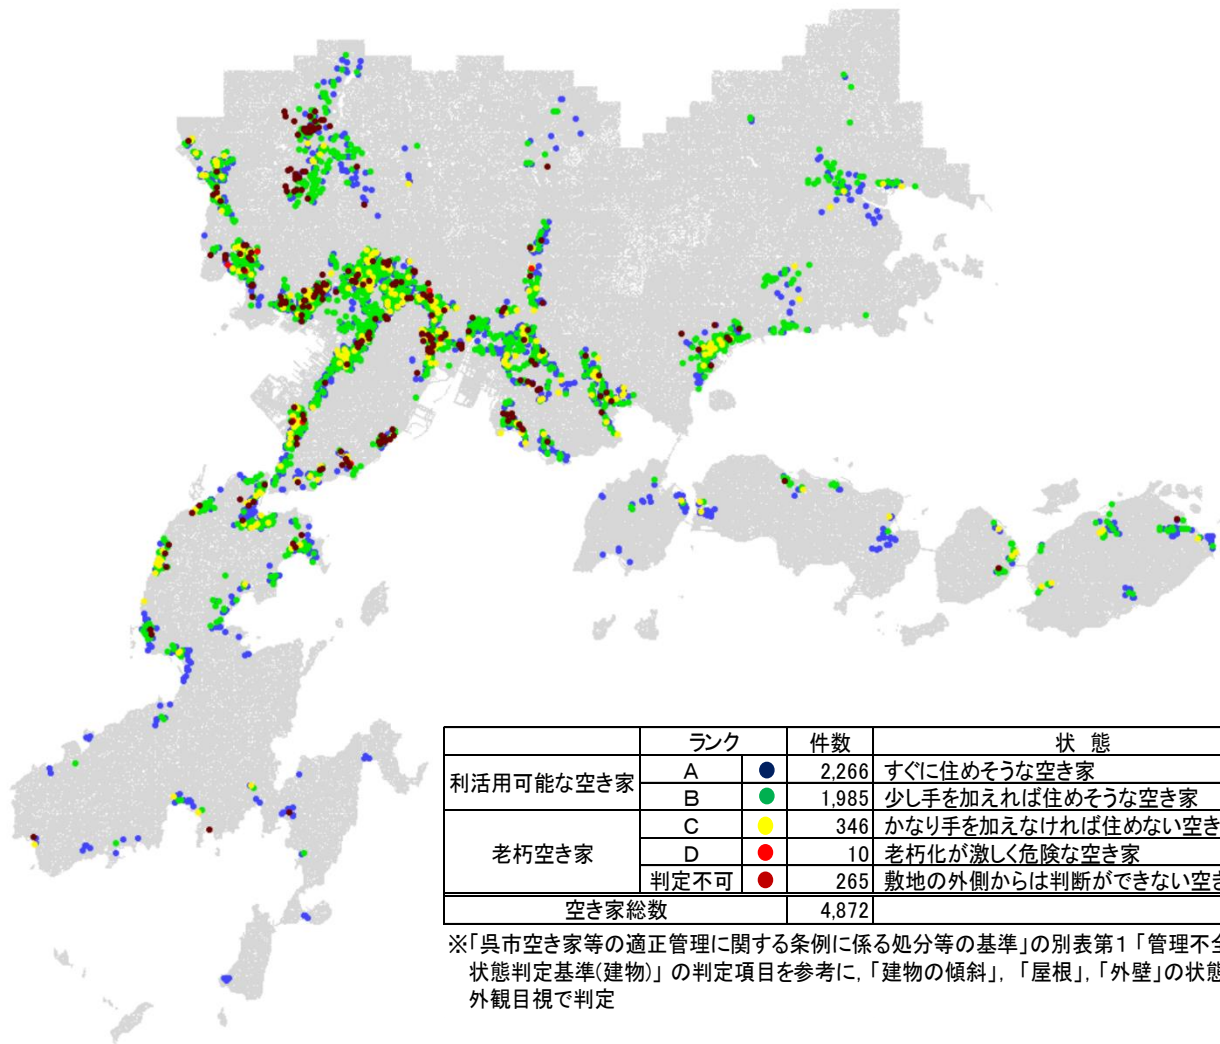 ランク 件数 状 態
利活用可能な空き家 A 2,266 すぐに住めそうな空き家
B 1,985 少し手を加えれば住めそうな空き家
老朽空き家 C 346 かなり手を加えなければ住めない空き
D 10 老朽化が激しく危険な空き家
判定不可 265 敷地の外側からは判断ができない空き
空き家総数 4,872
※「呉市空き家等の適正管理に関する条例に係る処分等の基準」の別表第1「管理不全
状態判定基準(建物)」の判定項目を参考に,「建物の傾斜」,「屋根」,「外壁」の状態
外観目視で判定